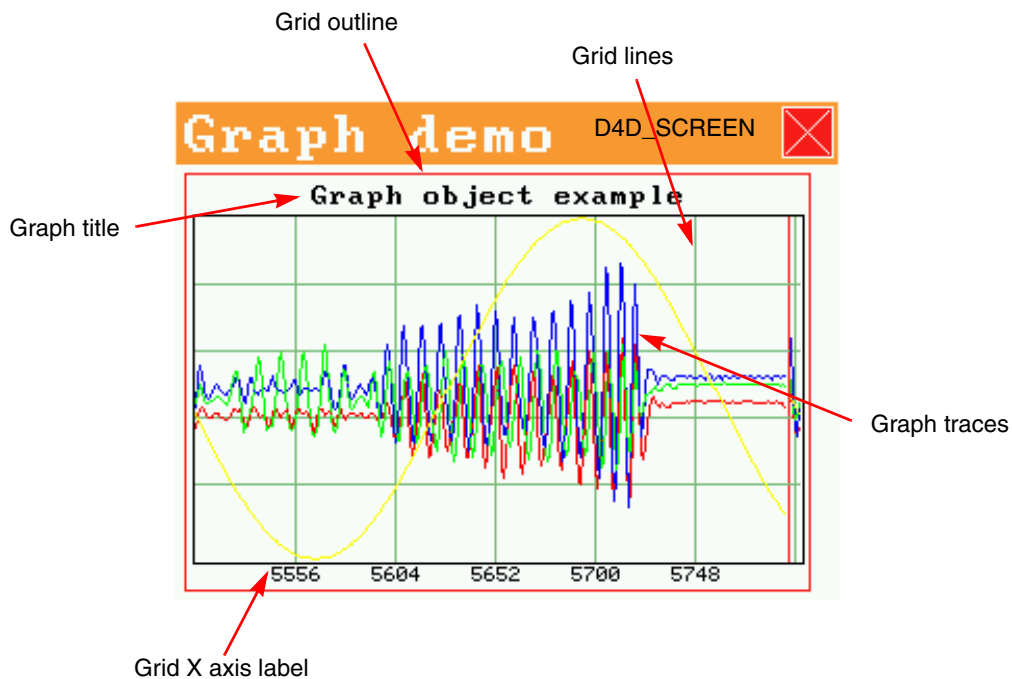 Grid outline
Grid lines
Graph demo
D4D_SCREEN
Graph object example
Graph title
Graph traces
5556 5604 5652 5700 5748
Grid X axis label